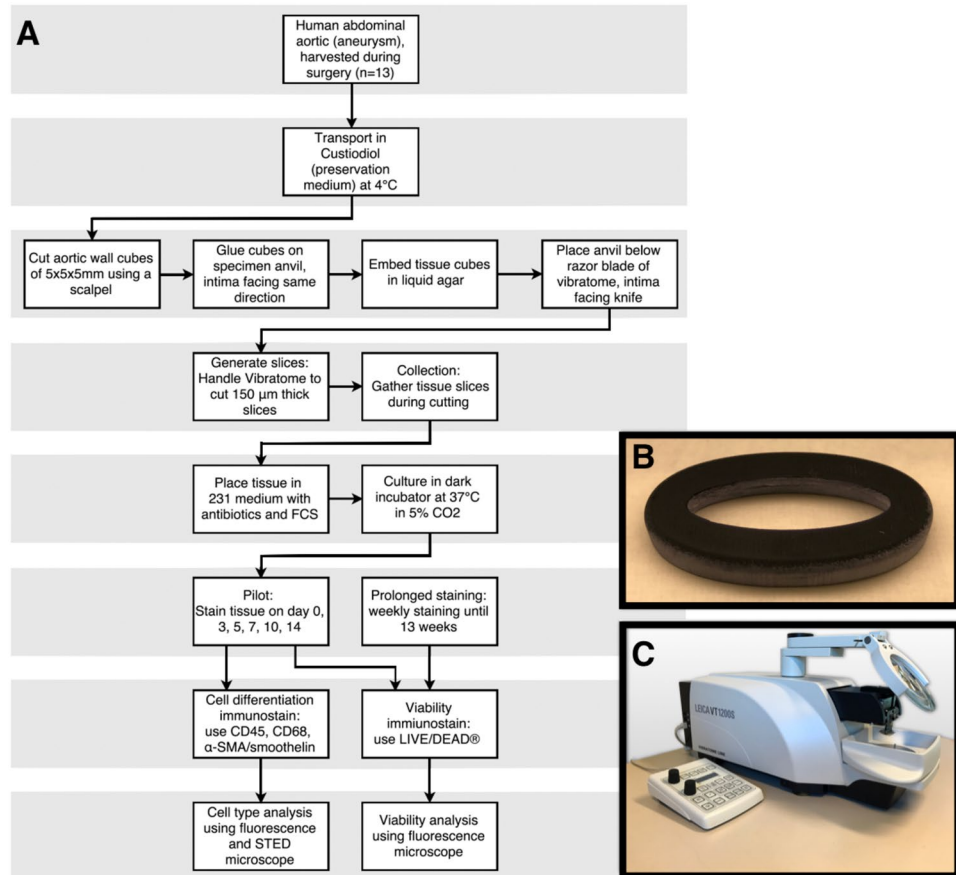 A
Human abdominal
aortic (aneurysm),
harvested during
surgery (n=13)
Transport in
Custiodiol
(preservation
medium) at 4°C
Cut aortic wall cubes
of 5x5x5mm using a
scalpel
Glue cubes on
specimen anvil,
intima facing same
direction
Embed tissue cubes
in liquid agar
Place anvil below
razor blade of
vibratome, intima
facing knife
Generate slices:
Handle Vibratome to
cut 150 µm thick
slices
Collection:
Gather tissue slices
during cutting
Place tissue in
231 medium with
antibiotics and FCS
Culture in dark
incubator at 37°C
in 5% CO2
Pilot:
Stain tissue on day 0,
3, 5, 7, 10, 14
Prolonged staining:
weekly staining until
13 weeks
Cell differentiation
immunostain:
use CD45, CD68,
α-SMA/smoothelin
Viability
immiunostain:
use LIVE/DEAD®
Cell type analysis
using fluorescence
and STED
microscope
Viability analysis
using fluorescence
microscope
B
C
LEICA VT1200S